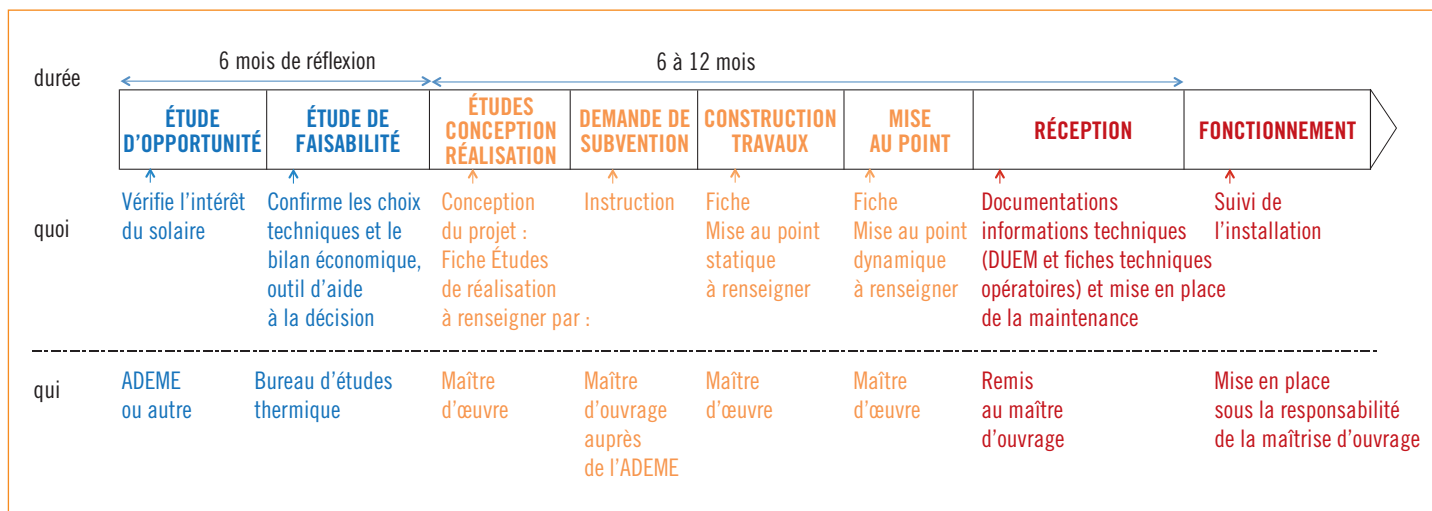 durée
6 mois de réflexion
6 à 12 mois
ÉTUDE
D'OPPORTUNITÉ
ÉTUDE DE
FAISABILITÉ
ÉTUDES
CONCEPTION
RÉALISATION
DEMANDE DE
SUBVENTION
CONSTRUCTION
TRAVAUX
MISE
AU POINT
RÉCEPTION
FONCTIONNEMENT
quoi
Vérifie l'intérêt
du solaire
Confirme les choix
techniques et le
bilan économique,
outil d'aide
à la décision
Conception
du projet :
Fiche Études
de réalisation
à renseigner par :
Instruction
Fiche
Mise au point
statique
à renseigner
Fiche
Mise au point
dynamique
à renseigner
Documentations
informations techniques
(DUEM et fiches techniques
opératoires) et mise en place
de la maintenance
Suivi de
l'installation
qui
ADEME
ou autre
Bureau d'études
thermique
Maître
d'œuvre
Maître
d'ouvrage
auprès
de l'ADEME
Maître
d'œuvre
Maître
d'œuvre
Remis
au maître
d'ouvrage
Mise en place
sous la responsabilité
de la maîtrise d'ouvrage